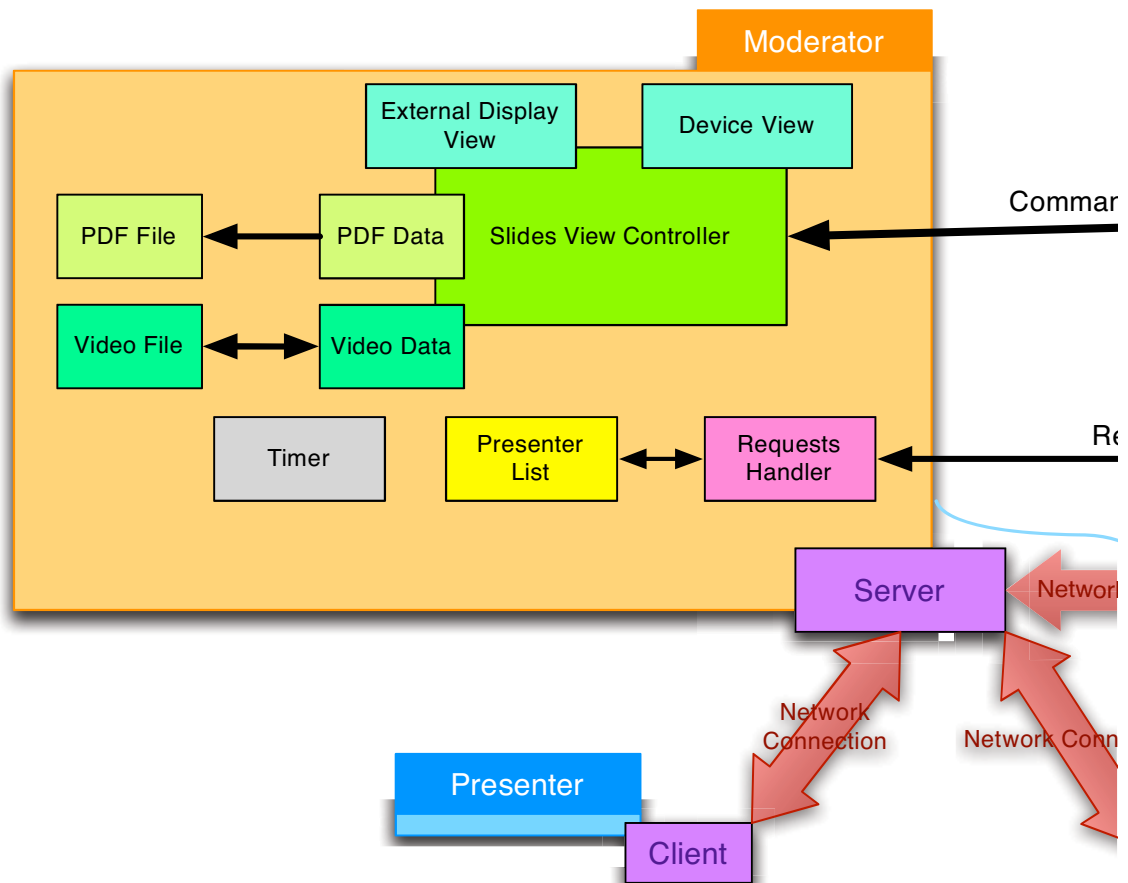 Moderator
External Display
View
Device View
PDF File
PDF Data
Slides View Controller
Video File
Video Data
Timer
Presenter
List
Requests
Handler
Server
Network
Network
Connection
Network
Presenter
Client